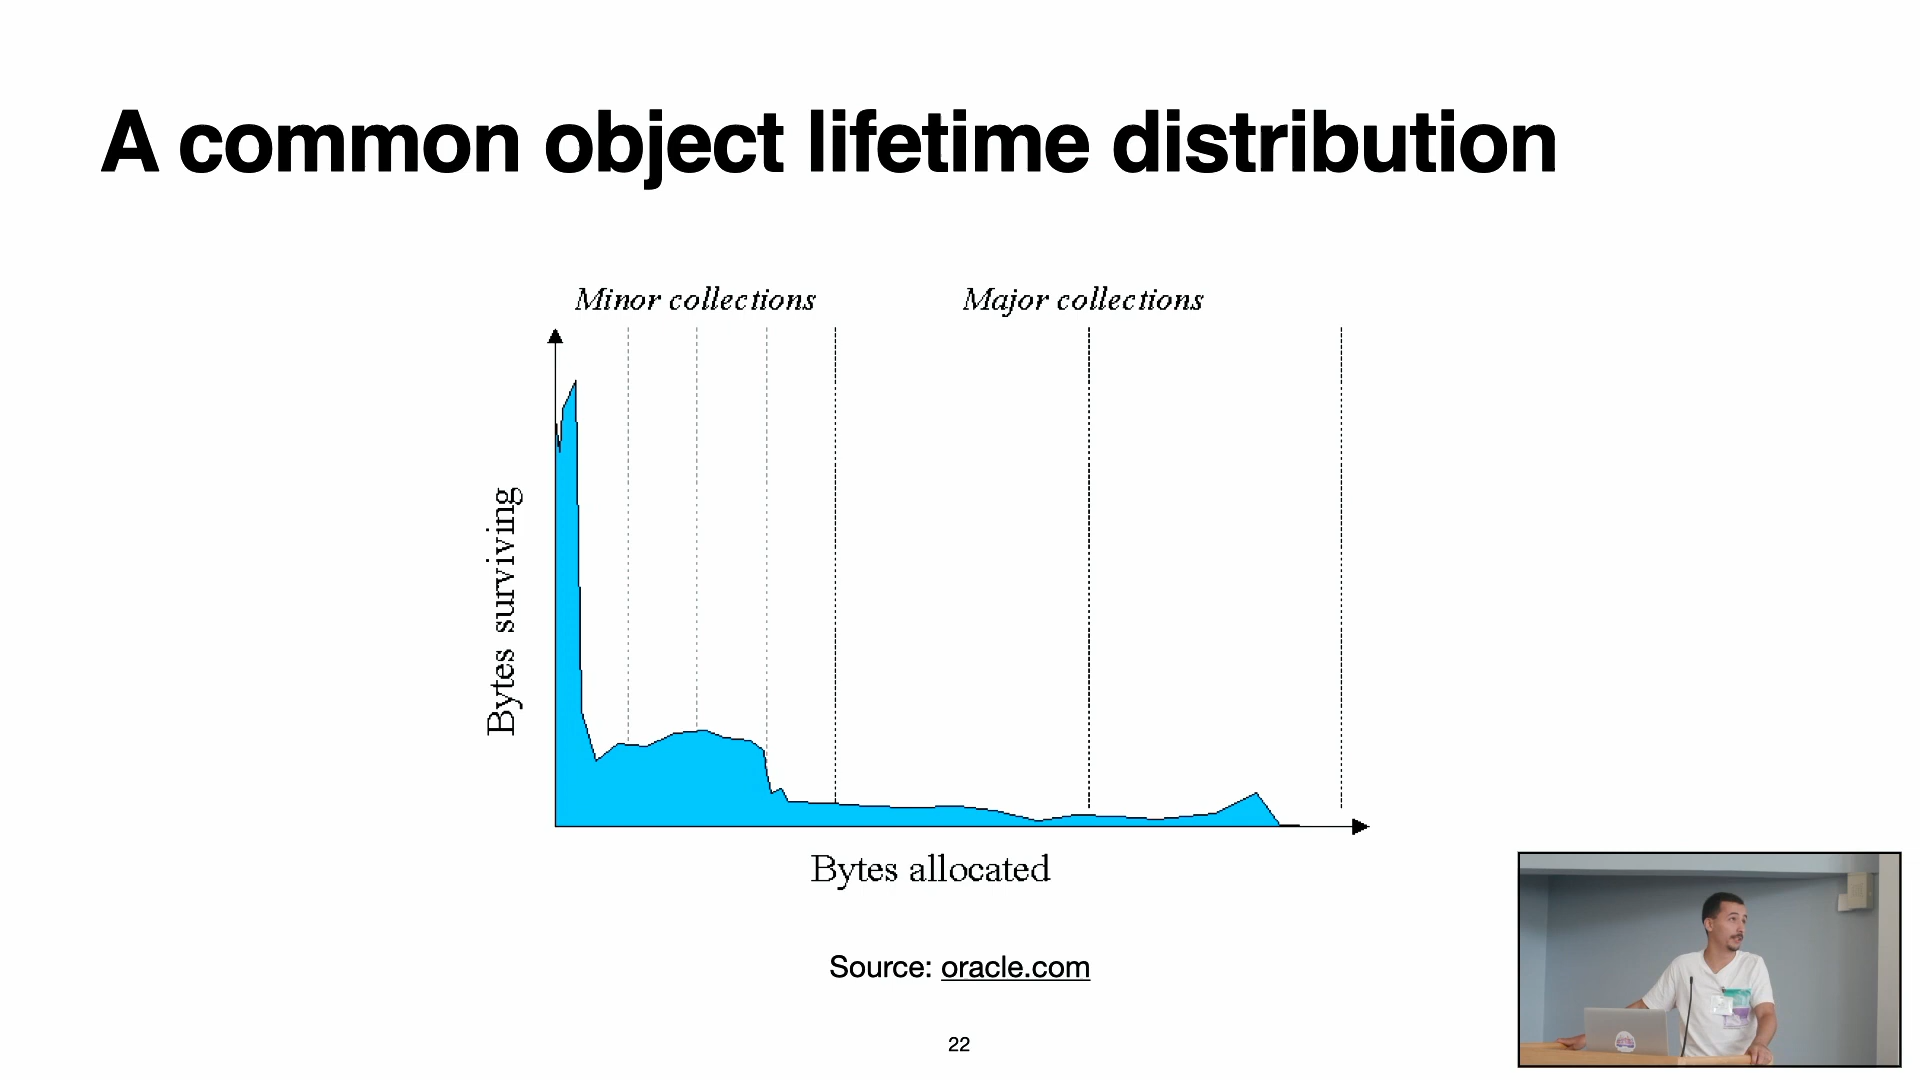 A common object lifetime distribution
Minor collections
Major collections
Bytes surviving
Bytes allocated
Source: oracle.com
22